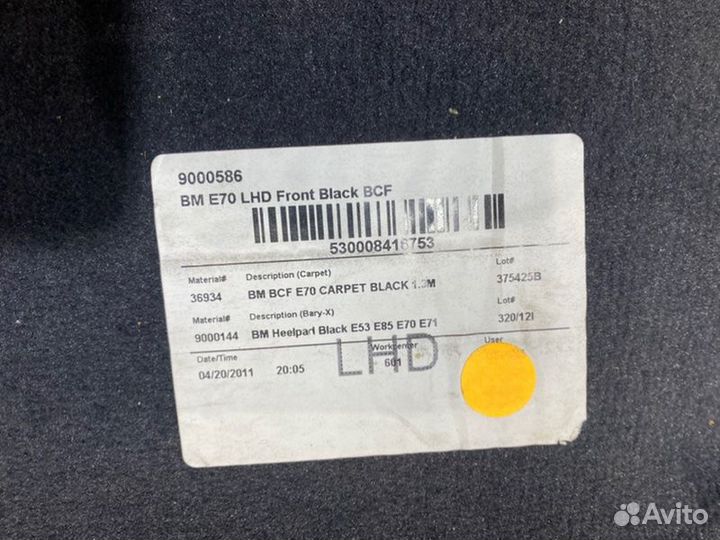 9000586
BM E70 LHD Front Black BCF
530008416753
Material# Description (Carpet) Lot#
36934 BM BCF E70 CARPET BLACK 1.3M 375425B
Material# Description (Bary-X) Lot#
9000144 BM Heelpart Black E53 E85 E70 E71 320/12I
Date/Time Workcenter User
04/20/2011 20:05 601
LHD
Avito